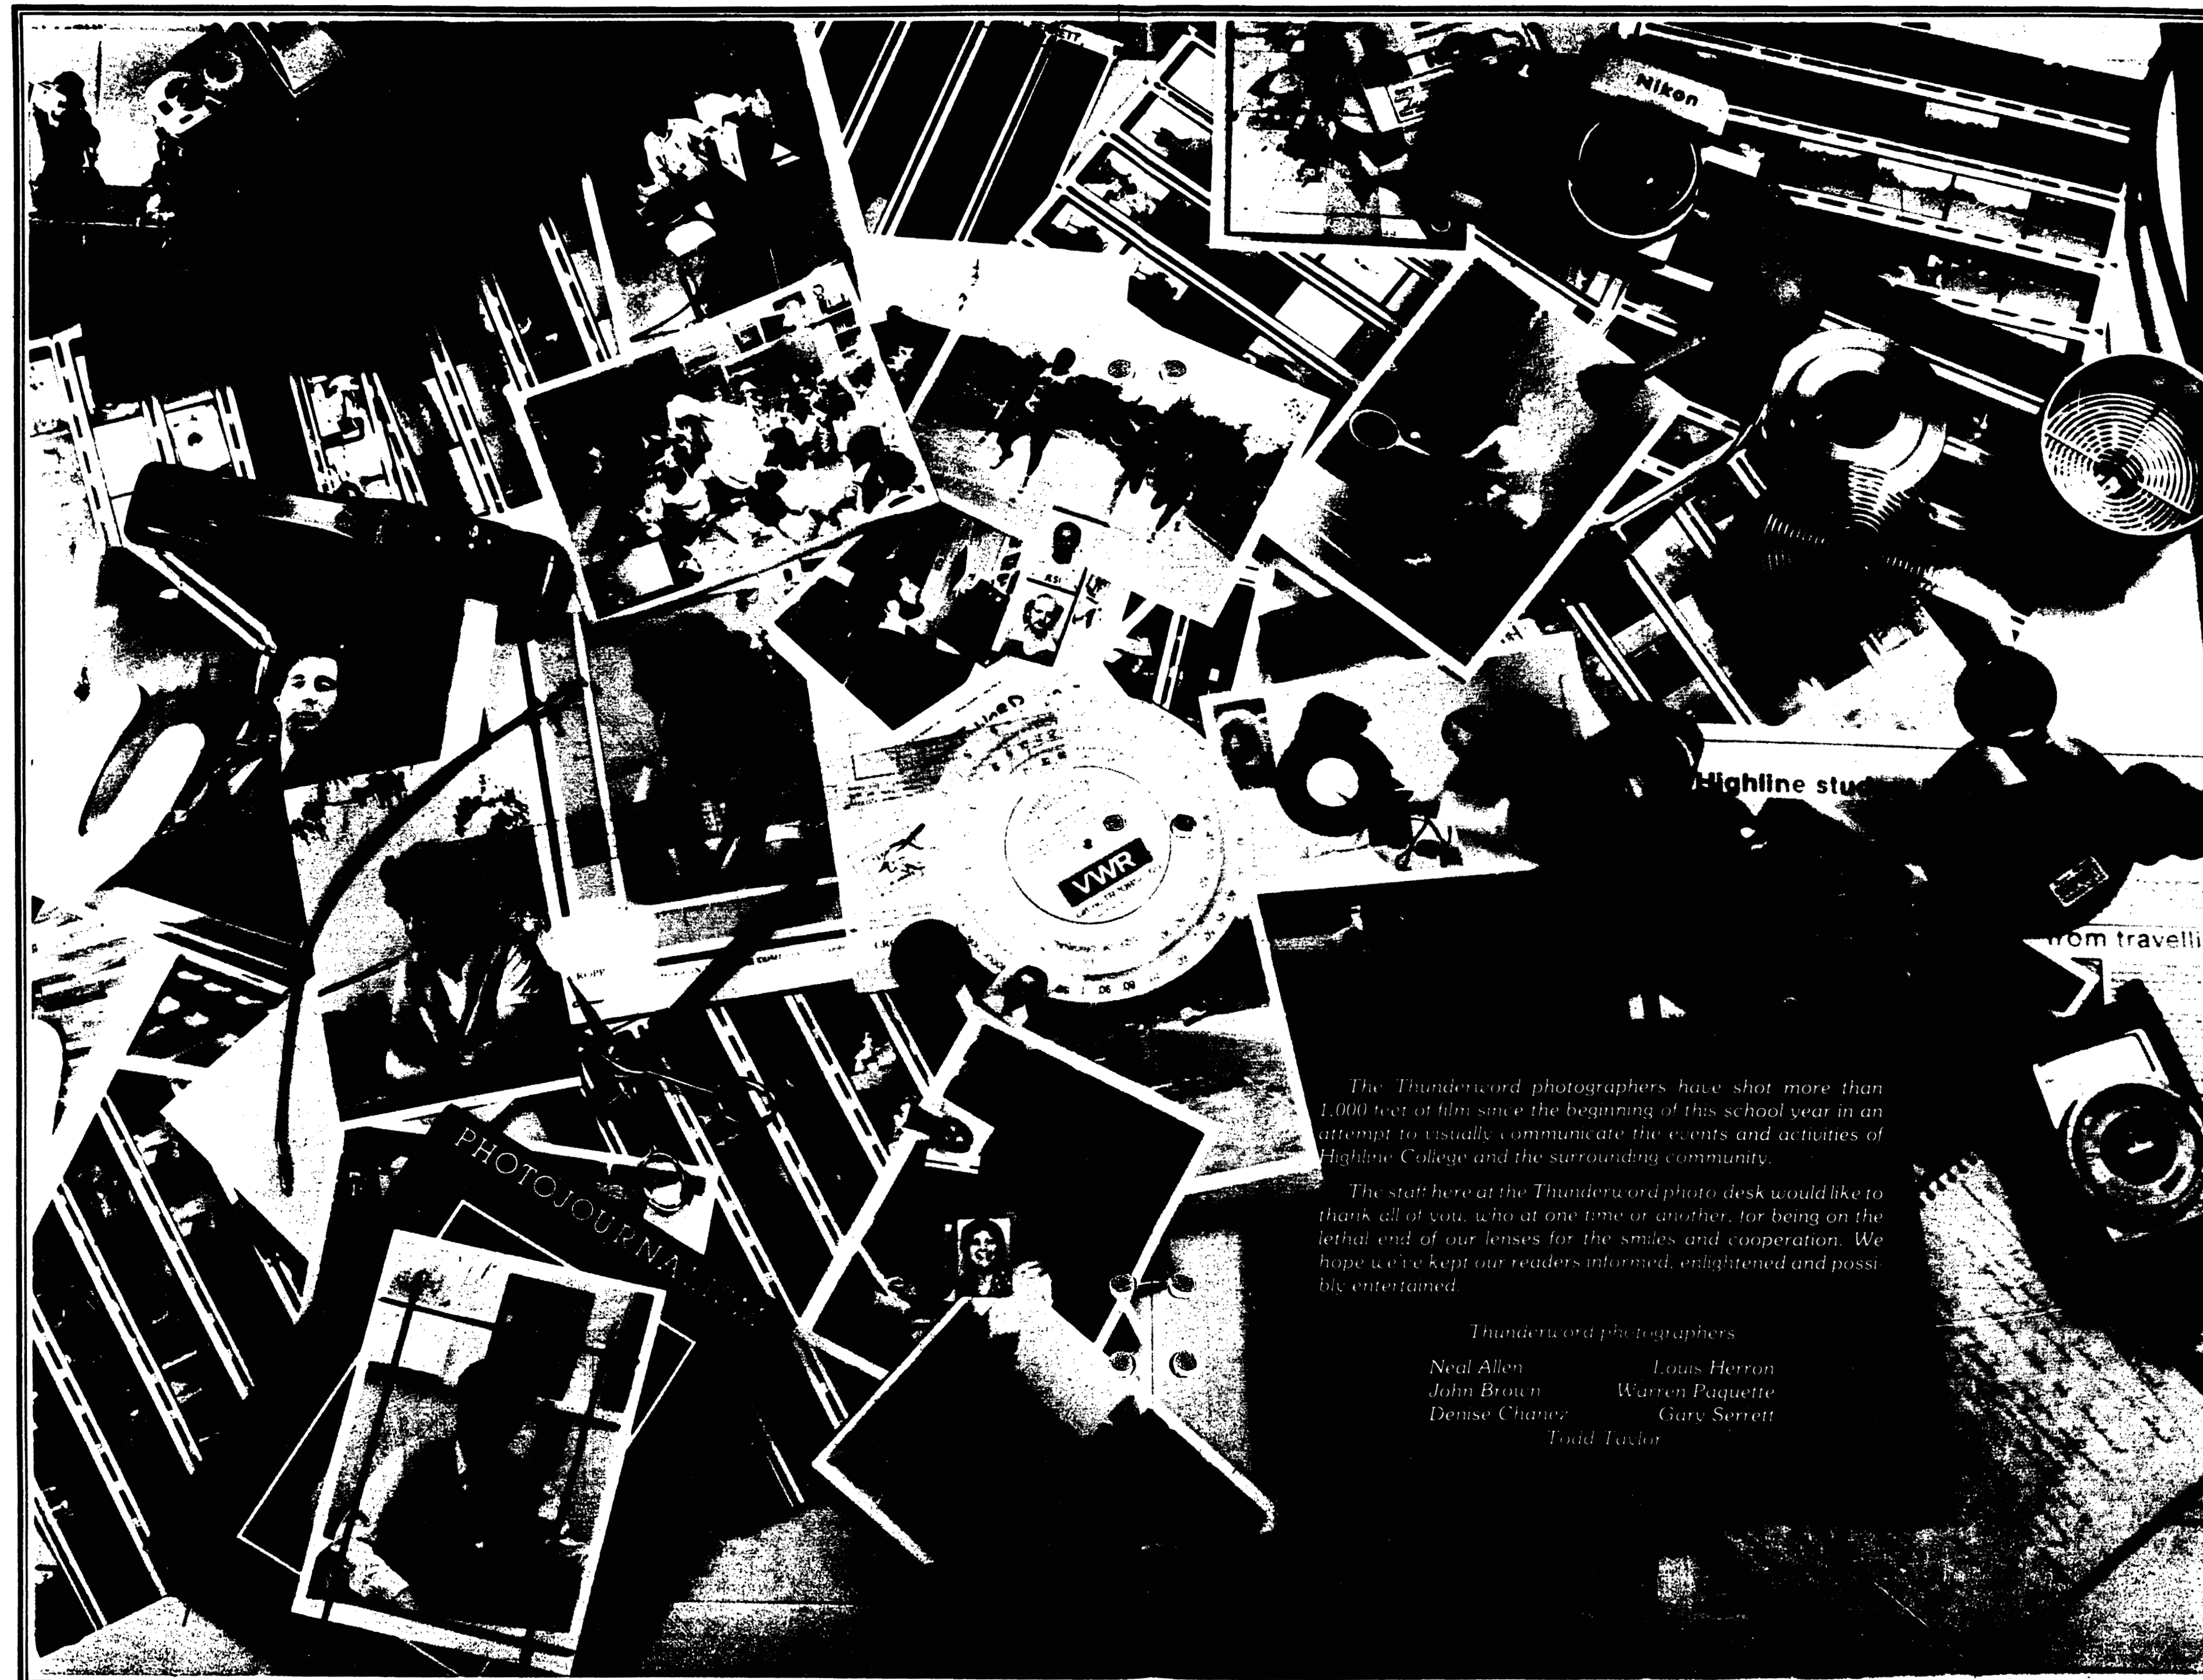 Nikon
VWR
Highline stu
from travelli
PHOTOJOURNA
The Thunderword photographers have shot more than
1,000 feet of film since the beginning of this school year in an
attempt to visually communicate the events and activities of
Highline College and the surrounding community.
The staff here at the Thunderword photo desk would like to
thank all of you, who at one time or another, for being on the
lethal end of our lenses for the smiles and cooperation. We
hope we've kept our readers informed, enlightened and possi-
bly entertained.
Thunderword photographers
Neal Allen Louis Herron
John Brown Warren Paquette
Denise Chanez Gary Serrett
Todd Taylor